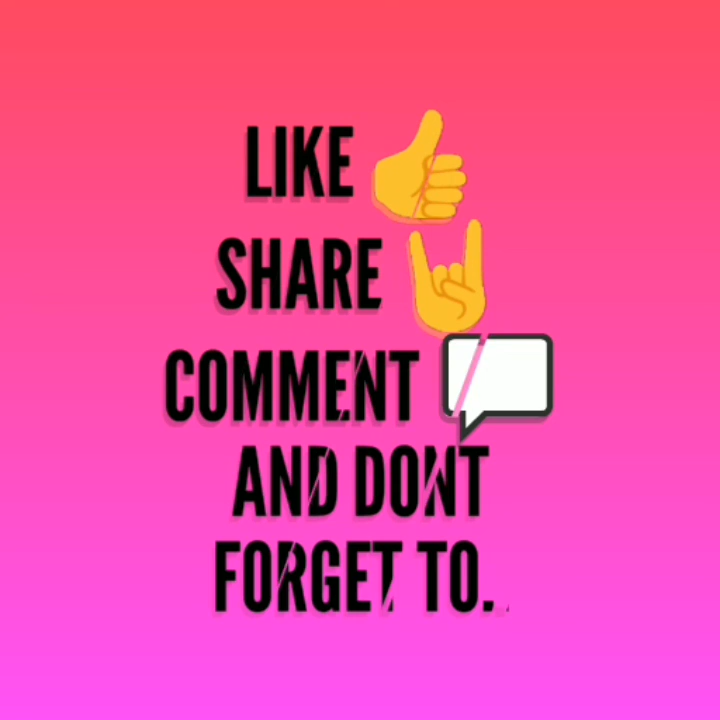 LIKE 👍
SHARE 🤘
COMMENT 💬
AND DONT
FORGET TO..